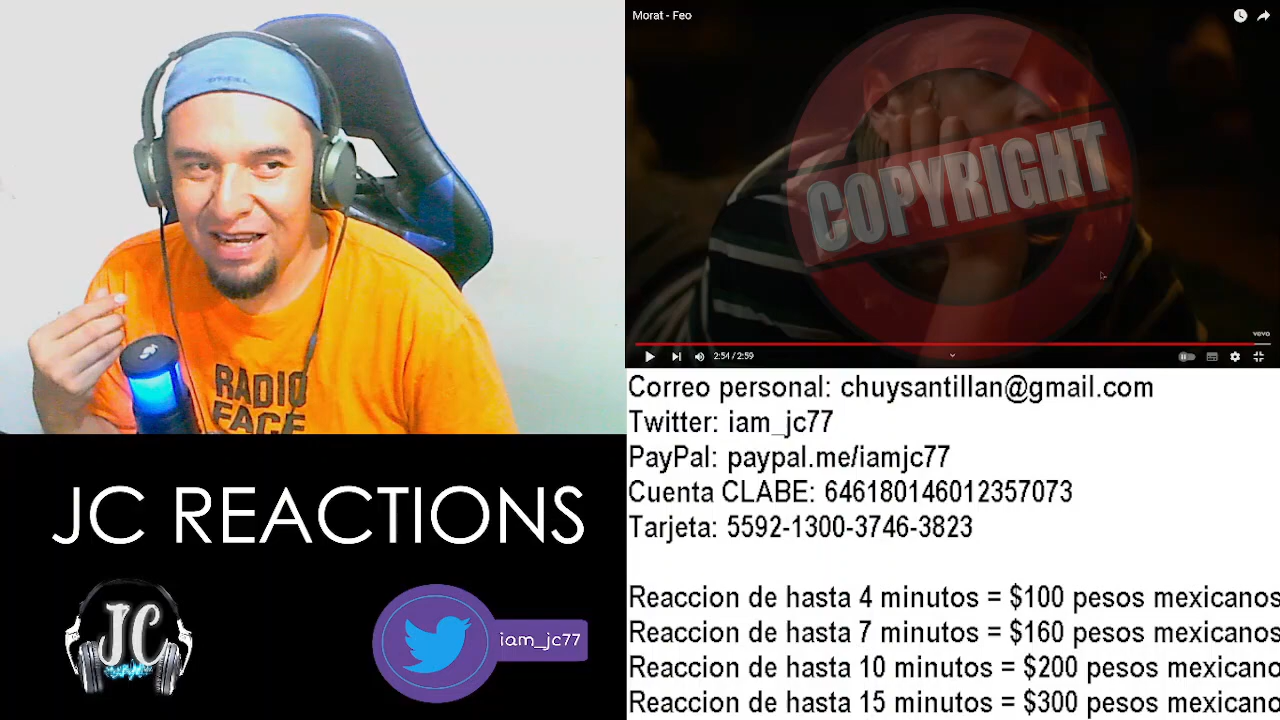 O'NEILL
RADIO
FACE
JC REACTIONS
JC
iam_jc77
Morat - Feo
COPYRIGHT
vevo
2:54 / 2:59
Correo personal: chuysantillan@gmail.com
Twitter: iam_jc77
PayPal: paypal.me/iamjc77
Cuenta CLABE: 646180146012357073
Tarjeta: 5592-1300-3746-3823
Reaccion de hasta 4 minutos = $100 pesos mexicanos
Reaccion de hasta 7 minutos = $160 pesos mexicanos
Reaccion de hasta 10 minutos = $200 pesos mexicano
Reaccion de hasta 15 minutos = $300 pesos mexicano